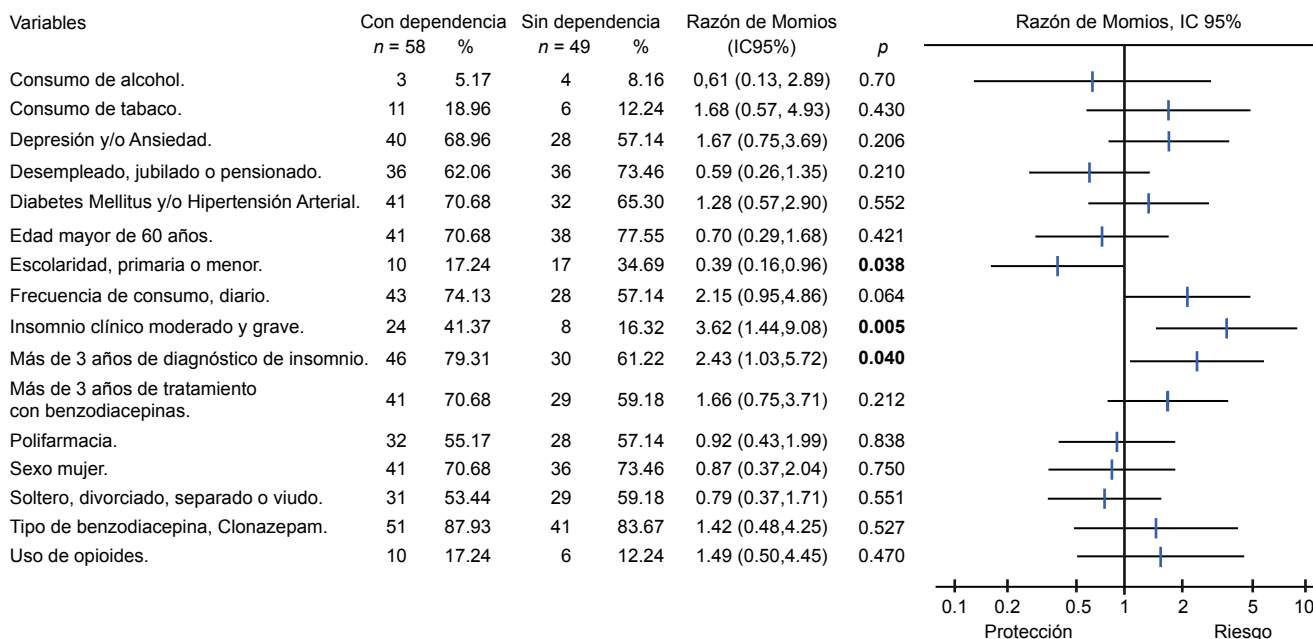 Variables Con dependencia Sin dependencia Razón de Momios Razón de Momios, IC 95%
n = 58 % n = 49 % (IC95%) p
Consumo de alcohol. 3 5.17 4 8.16 0,61 (0.13, 2.89) 0.70
Consumo de tabaco. 11 18.96 6 12.24 1.68 (0.57, 4.93) 0.430
Depresión y/o Ansiedad. 40 68.96 28 57.14 1.67 (0.75,3.69) 0.206
Desempleado, jubilado o pensionado. 36 62.06 36 73.46 0.59 (0.26,1.35) 0.210
Diabetes Mellitus y/o Hipertensión Arterial. 41 70.68 32 65.30 1.28 (0.57,2.90) 0.552
Edad mayor de 60 años. 41 70.68 38 77.55 0.70 (0.29,1.68) 0.421
Escolaridad, primaria o menor. 10 17.24 17 34.69 0.39 (0.16,0.96) 0.038
Frecuencia de consumo, diario. 43 74.13 28 57.14 2.15 (0.95,4.86) 0.064
Insomnio clínico moderado y grave. 24 41.37 8 16.32 3.62 (1.44,9.08) 0.005
Más de 3 años de diagnóstico de insomnio. 46 79.31 30 61.22 2.43 (1.03,5.72) 0.040
Más de 3 años de tratamiento
con benzodiacepinas. 41 70.68 29 59.18 1.66 (0.75,3.71) 0.212
Polifarmacia. 32 55.17 28 57.14 0.92 (0.43,1.99) 0.838
Sexo mujer. 41 70.68 36 73.46 0.87 (0.37,2.04) 0.750
Soltero, divorciado, separado o viudo. 31 53.44 29 59.18 0.79 (0.37,1.71) 0.551
Tipo de benzodiacepina, Clonazepam. 51 87.93 41 83.67 1.42 (0.48,4.25) 0.527
Uso de opioides. 10 17.24 6 12.24 1.49 (0.50,4.45) 0.470
0.1 0.2 0.5 1 2 5 10
Protección Riesgo